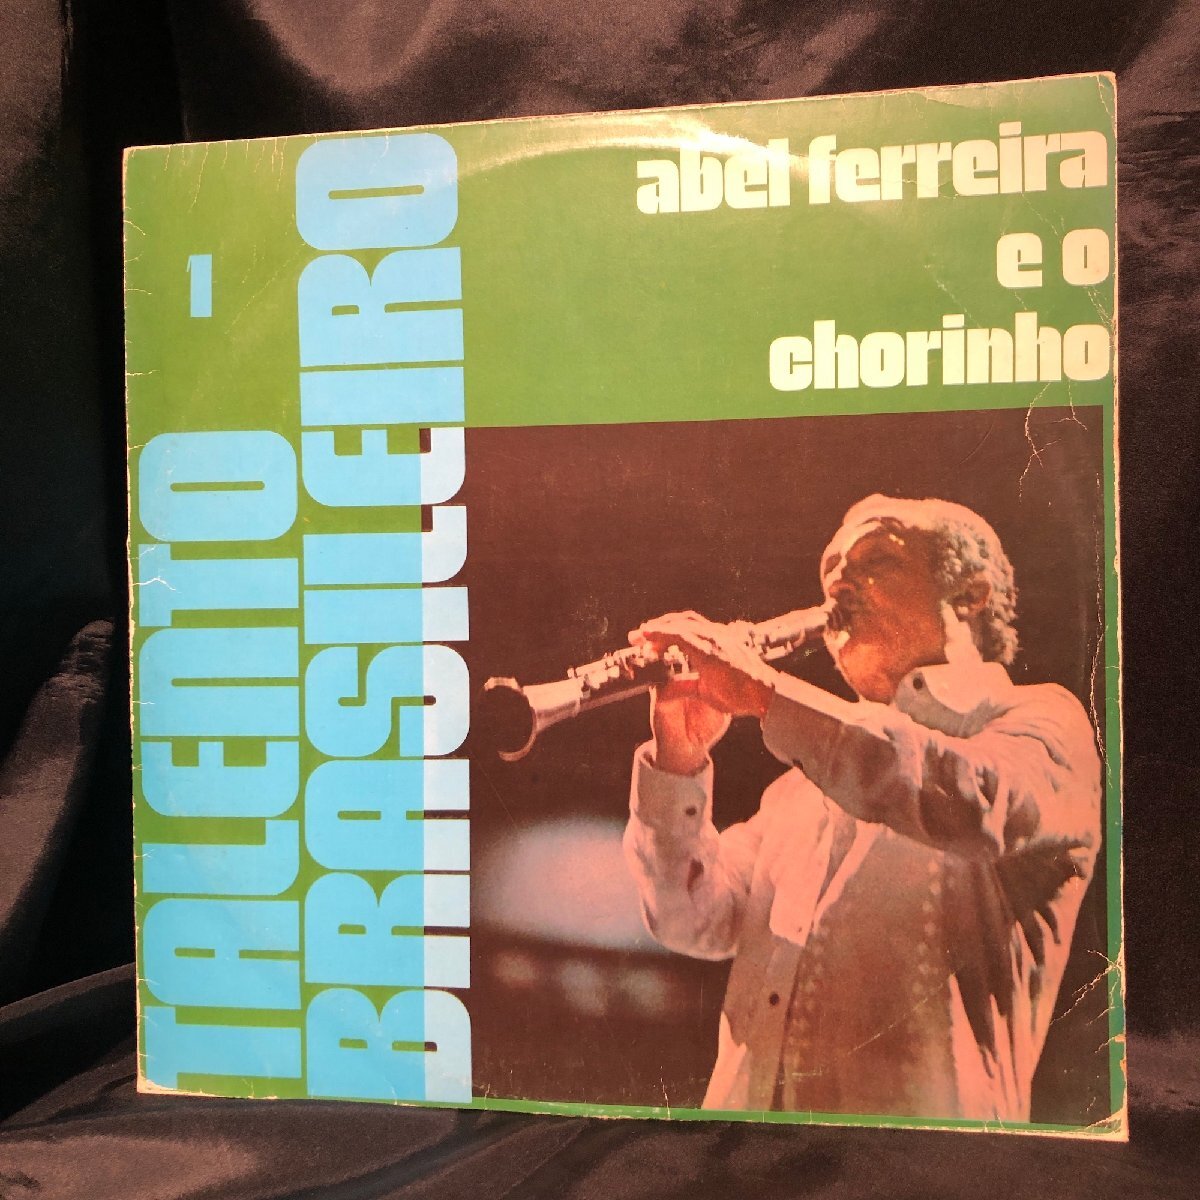 1
TALENTO
BRASILEIRO
abel ferreira
e o
chorinho